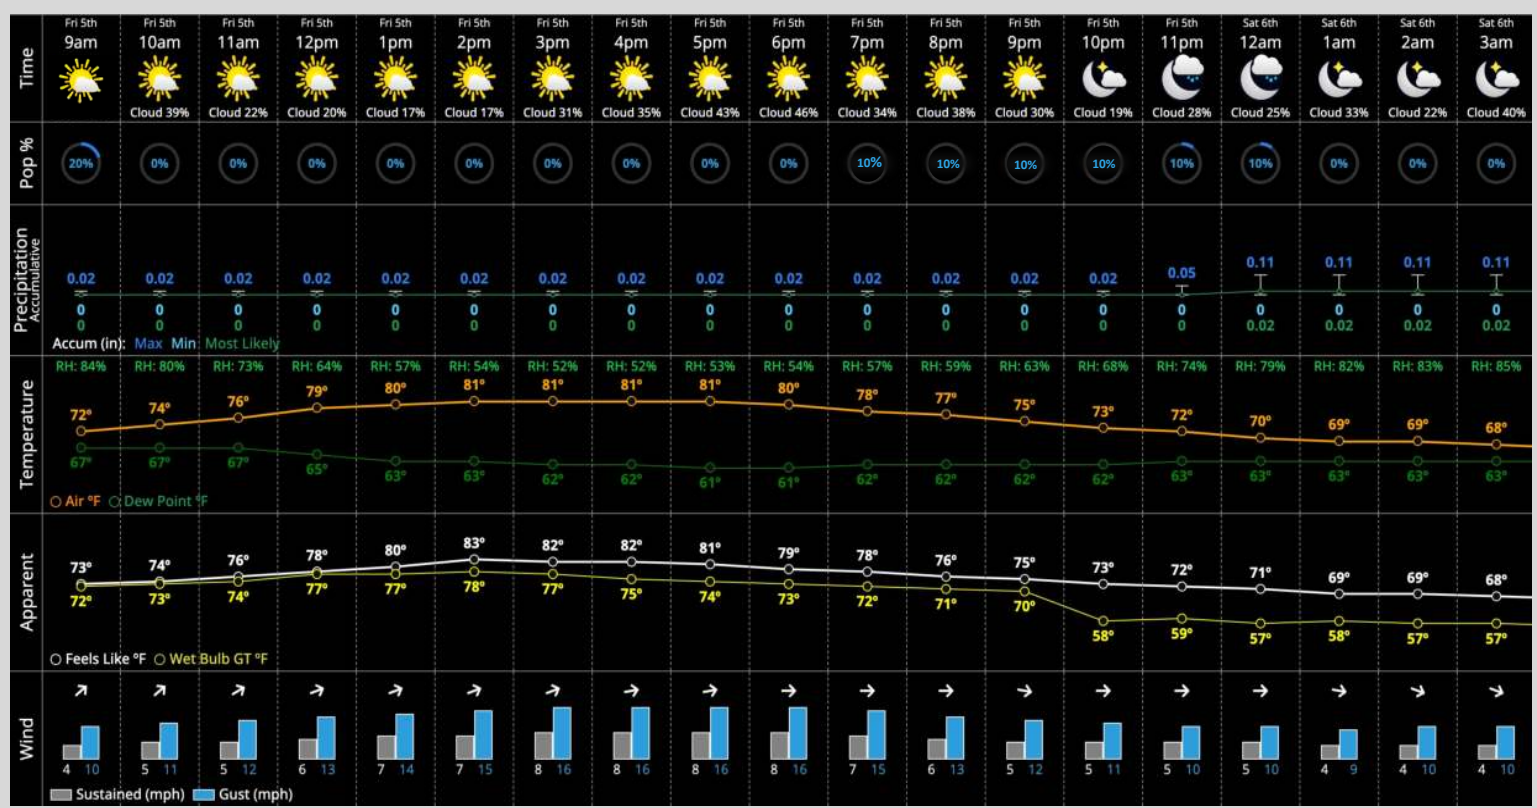 Fri 5th Fri 5th Fri 5th Fri 5th Fri 5th Fri 5th Fri 5th Fri 5th Fri 5th Fri 5th Fri 5th Fri 5th Fri 5th Fri 5th Fri 5th Sat 6th Sat 6th Sat 6th Sat 6th
9am 10am 11am 12pm 1pm 2pm 3pm 4pm 5pm 6pm 7pm 8pm 9pm 10pm 11pm 12am 1am 2am 3am
Time
Cloud 39% Cloud 22% Cloud 20% Cloud 17% Cloud 17% Cloud 31% Cloud 35% Cloud 43% Cloud 46% Cloud 34% Cloud 38% Cloud 30% Cloud 19% Cloud 28% Cloud 25% Cloud 33% Cloud 22% Cloud 40%
Pop %
20% 0% 0% 0% 0% 0% 0% 0% 0% 0% 10% 10% 10% 10% 10% 10% 0% 0% 0%
Precipitation
Accumulative
0.02 0.02 0.02 0.02 0.02 0.02 0.02 0.02 0.02 0.02 0.02 0.02 0.02 0.02 0.05 0.11 0.11 0.11 0.11
0 0 0 0 0 0 0 0 0 0 0 0 0 0 0 0 0 0 0
0 0 0 0 0 0 0 0 0 0 0 0 0 0 0 0.02 0.02 0.02 0.02
Accum (in): Max Min Most Likely
RH: 84% RH: 80% RH: 73% RH: 64% RH: 57% RH: 54% RH: 52% RH: 52% RH: 53% RH: 54% RH: 57% RH: 59% RH: 63% RH: 68% RH: 74% RH: 79% RH: 82% RH: 83% RH: 85%
Temperature
72° 74° 76° 79° 80° 81° 81° 81° 81° 80° 78° 77° 75° 73° 72° 70° 69° 69° 68°
67° 67° 67° 65° 63° 63° 62° 62° 61° 61° 62° 62° 62° 62° 63° 63° 63° 63° 63°
Air ºF Dew Point ºF
Apparent
73° 74° 76° 78° 80° 83° 82° 82° 81° 79° 78° 76° 75° 73° 72° 71° 69° 69° 68°
72° 73° 74° 77° 77° 78° 77° 75° 74° 73° 72° 71° 70° 58° 59° 57° 58° 57° 57°
Feels Like ºF Wet Bulb GT ºF
Wind
4 10 5 11 5 12 6 13 7 14 7 15 8 16 8 16 8 16 8 16 7 15 6 13 5 12 5 11 5 10 5 10 4 9 4 10 4 10
Sustained (mph) Gust (mph)